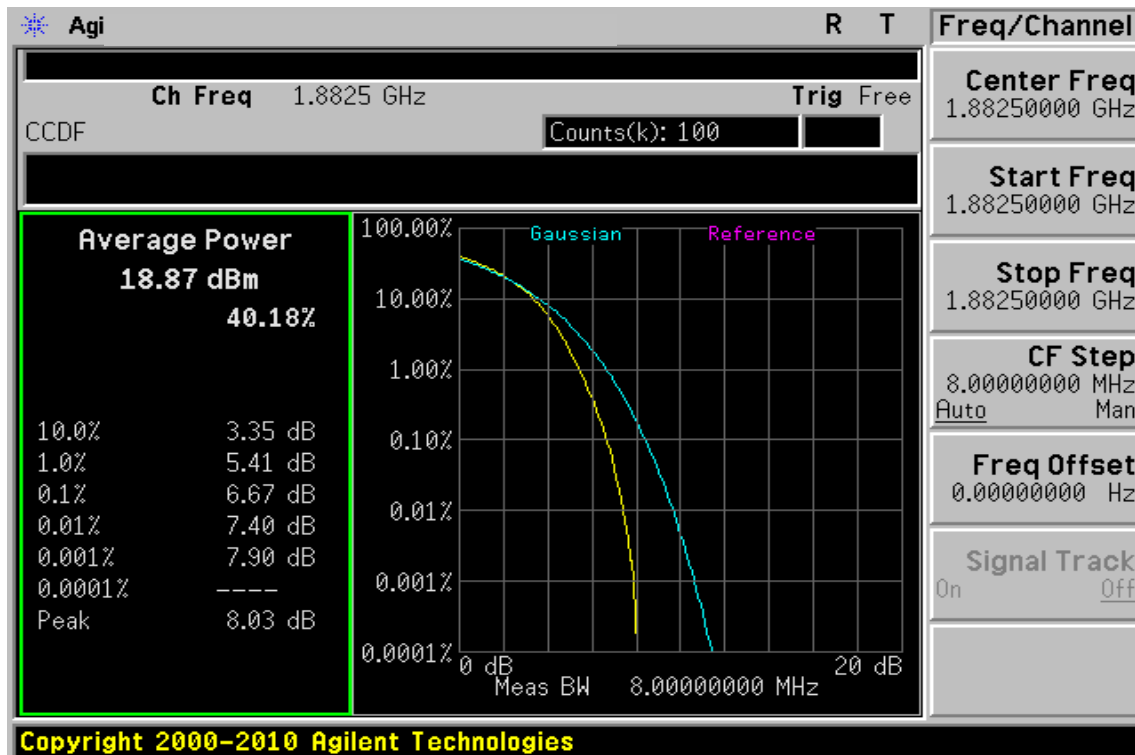 Agi R T
Ch Freq 1.8825 GHz Trig Free
CCDF Counts(k): 100
Average Power
18.87 dBm
40.18%
10.0% 3.35 dB
1.0% 5.41 dB
0.1% 6.67 dB
0.01% 7.40 dB
0.001% 7.90 dB
0.0001% ----
Peak 8.03 dB
Gaussian Reference
100.00%
10.00%
1.00%
0.10%
0.01%
0.001%
0.0001%
0 dB 20 dB
Meas BW 8.00000000 MHz
Freq/Channel
Center Freq
1.88250000 GHz
Start Freq
1.88250000 GHz
Stop Freq
1.88250000 GHz
CF Step
8.00000000 MHz
Auto Man
Freq Offset
0.00000000 Hz
Signal Track
On Off
Copyright 2000-2010 Agilent Technologies